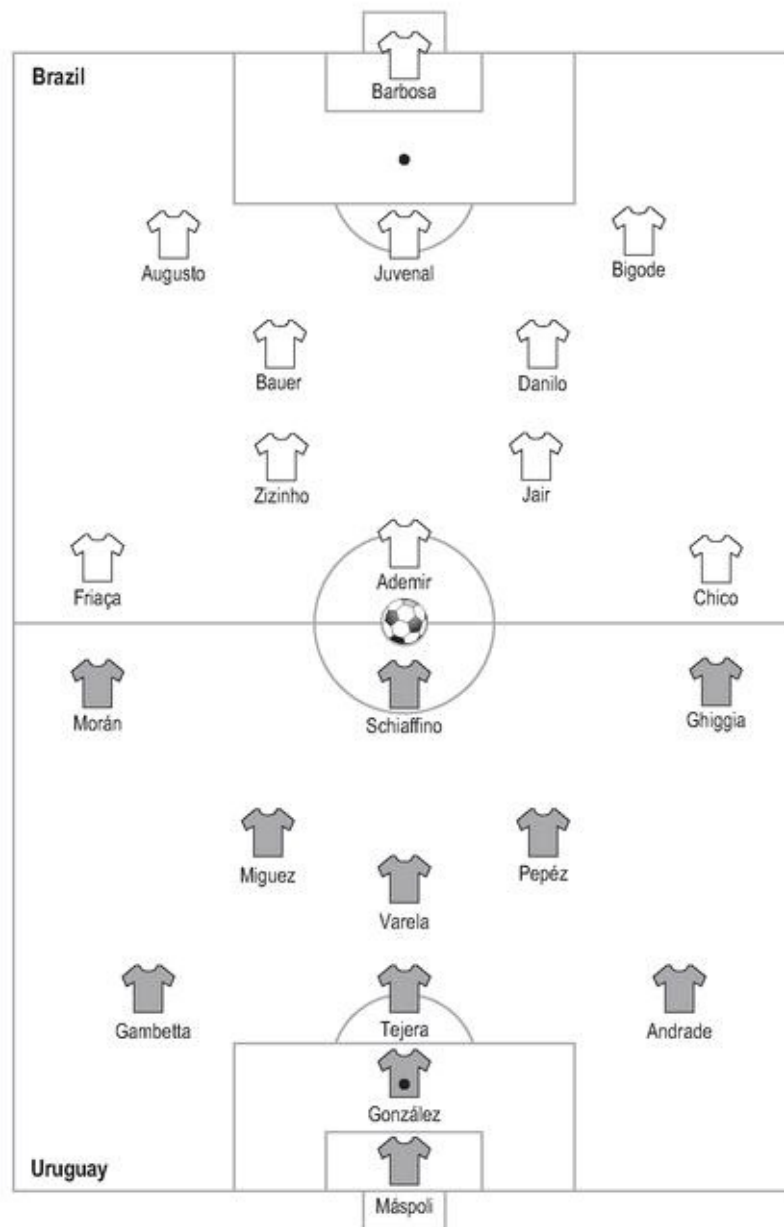 Brazil
Barbosa
Augusto
Juvenal
Bigode
Bauer
Danilo
Zizinho
Jair
Friaça
Ademir
Chico
Morán
Schiaffino
Ghiggia
Miguez
Pepéz
Varela
Gambetta
Tejera
Andrade
González
Uruguay
Máspoli